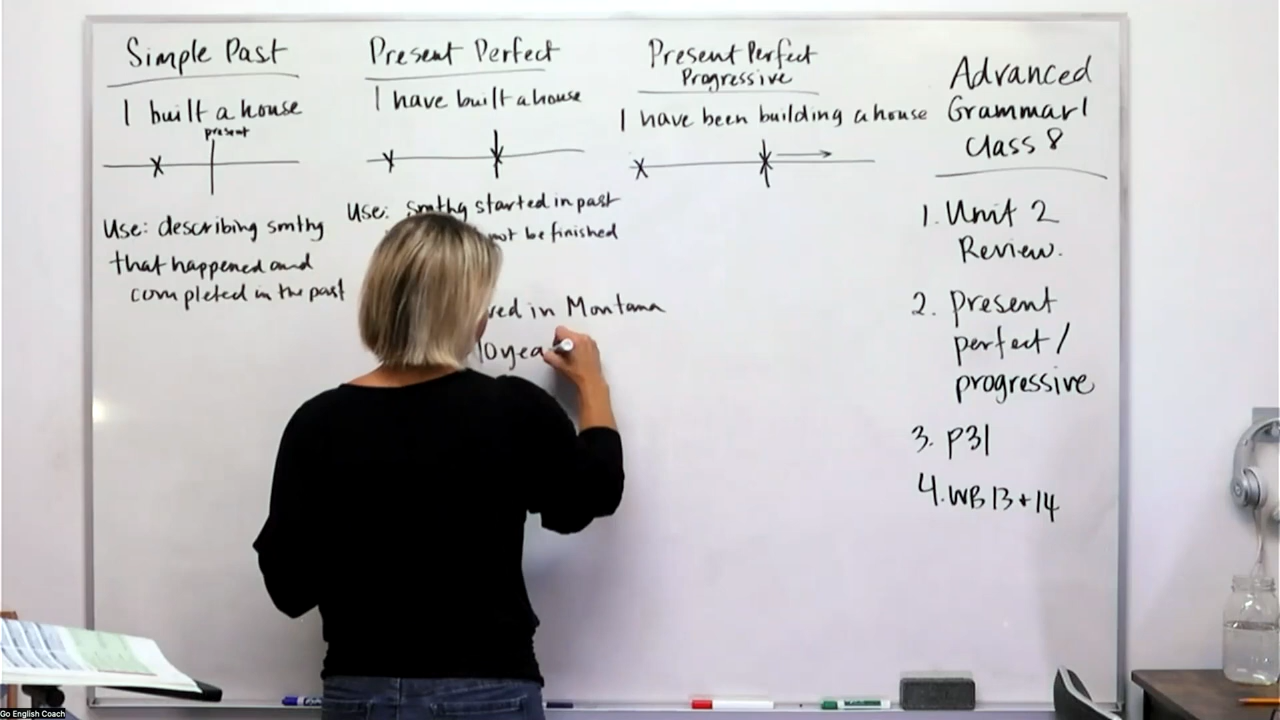 Simple Past
I built a house
present
Use: describing smthg
that happened and
completed in the past
Present Perfect
I have built a house
Use: smthg started in past
not be finished
in Montana
10 yea
Present Perfect
Progressive
I have been building a house
Advanced
Grammar 1
Class 8
1. Unit 2
Review.
2. Present
perfect/
progressive
3. P31
4. WB 13 + 14
Go English Coach